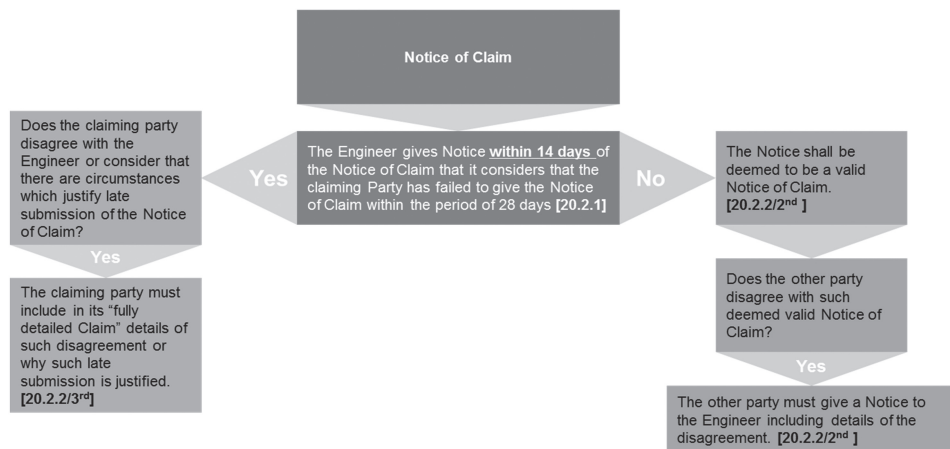 Notice of Claim
The Engineer gives Notice within 14 days of
the Notice of Claim that it considers that the
claiming Party has failed to give the Notice
of Claim within the period of 28 days [20.2.1]
Yes
Does the claiming party
disagree with the
Engineer or consider that
there are circumstances
which justify late
submission of the Notice
of Claim?
Yes
The claiming party must
include in its “fully
detailed Claim” details of
such disagreement or
why such late
submission is justified.
[20.2.2/3rd]
No
The Notice shall be
deemed to be a valid
Notice of Claim.
[20.2.2/2nd ]
Does the other party
disagree with such
deemed valid Notice of
Claim?
Yes
The other party must give a Notice to
the Engineer including details of the
disagreement. [20.2.2/2nd ]